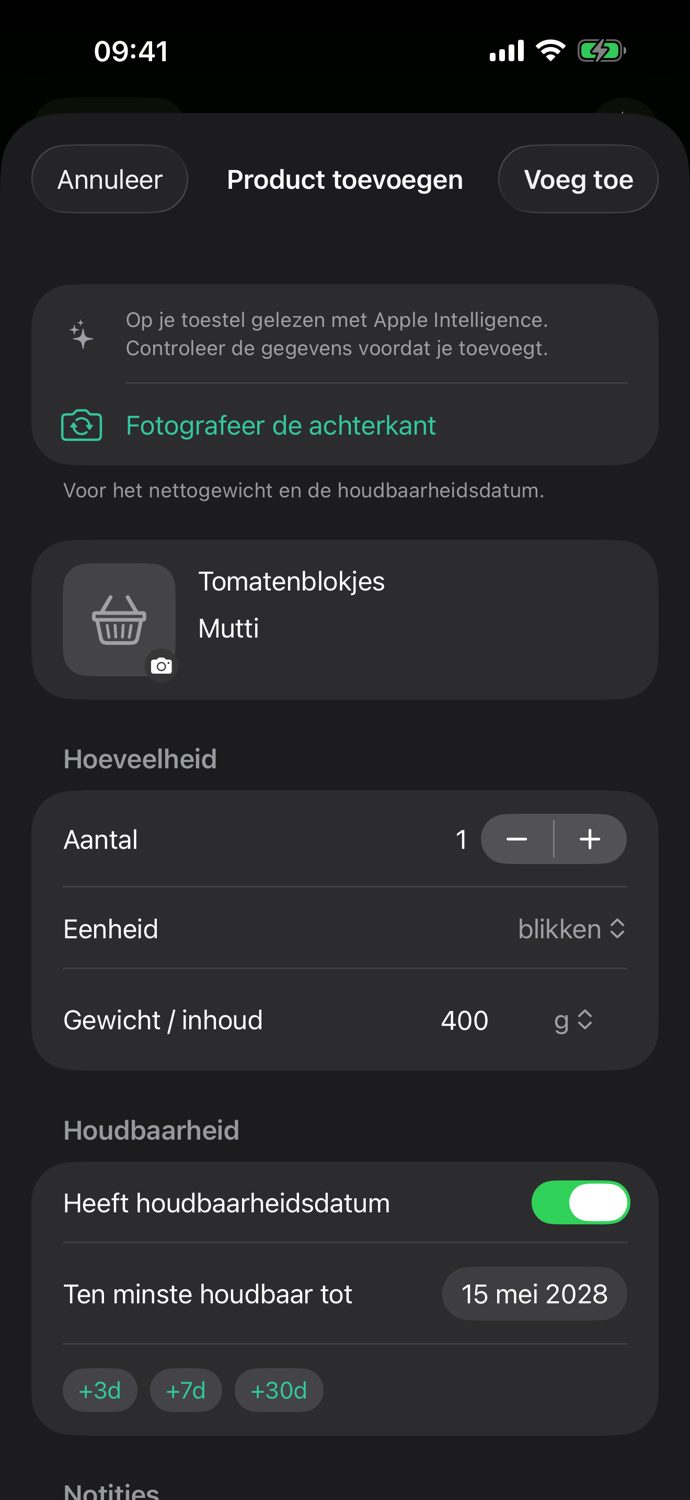 09:41
Annuleer
Product toevoegen
Voeg toe
Op je toestel gelezen met Apple Intelligence.
Controleer de gegevens voordat je toevoegt.
Fotografeer de achterkant
Voor het nettogewicht en de houdbaarheidsdatum.
Tomatenblokjes
Mutti
Hoeveelheid
Aantal 1 − +
Eenheid blikken
Gewicht / inhoud 400 g
Houdbaarheid
Heeft houdbaarheidsdatum
Ten minste houdbaar tot 15 mei 2028
+3d +7d +30d
Notities